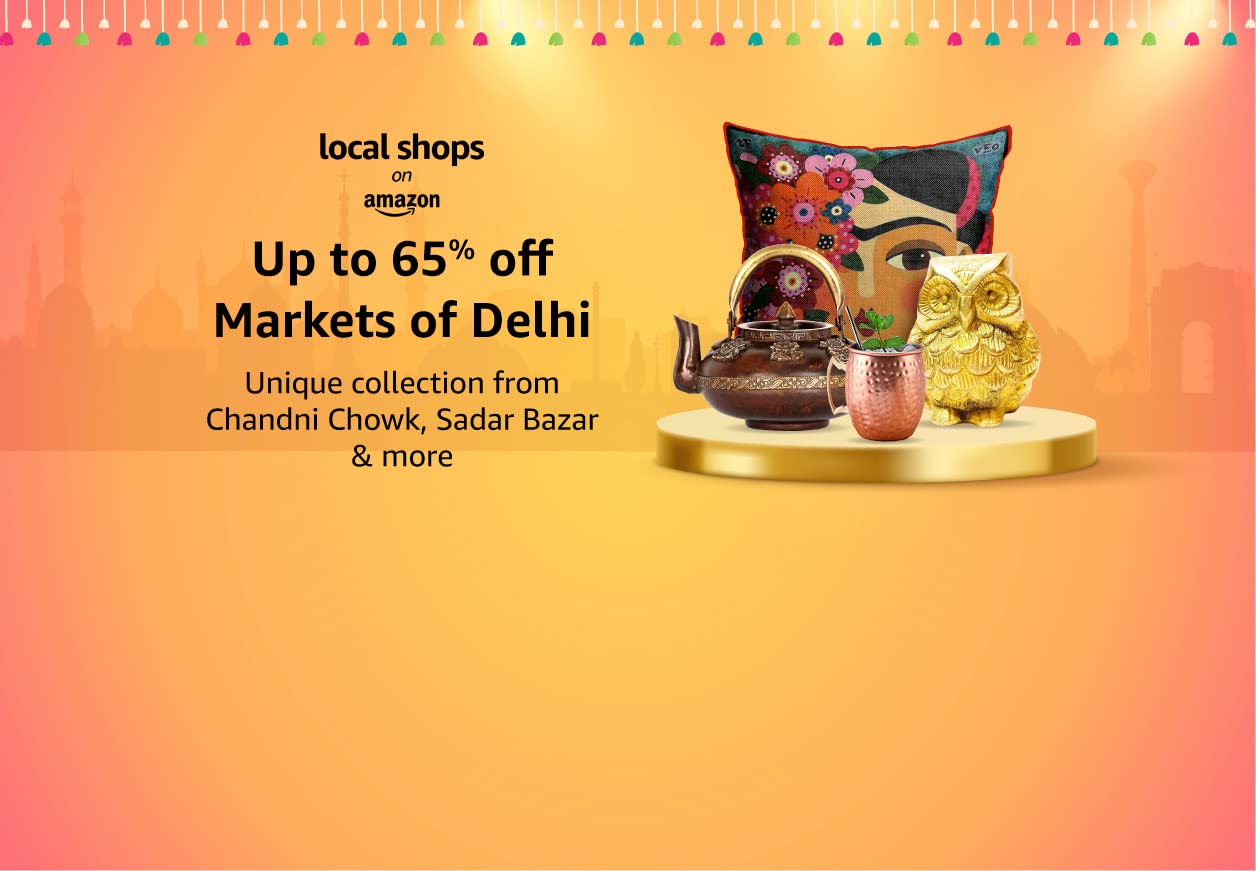 local shops
on
amazon
Up to 65% off
Markets of Delhi
Unique collection from
Chandni Chowk, Sadar Bazar
& more